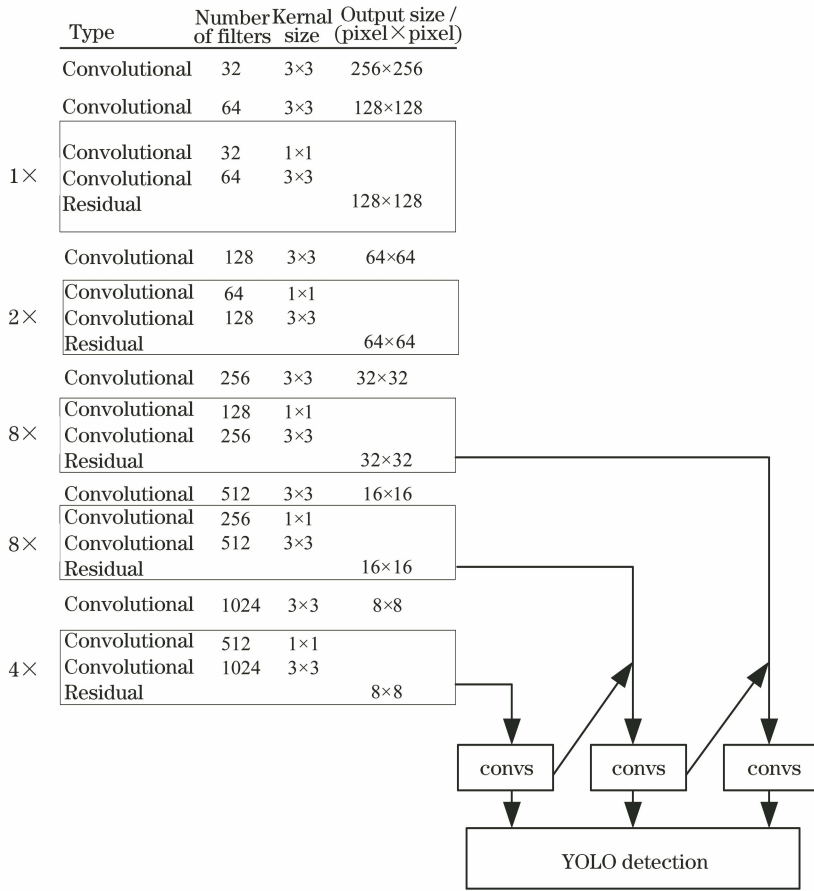 Type Number of filters Kernal size Output size / (pixel×pixel)
Convolutional 32 3×3 256×256
Convolutional 64 3×3 128×128
1×
Convolutional 32 1×1
Convolutional 64 3×3
Residual 128×128
Convolutional 128 3×3 64×64
2×
Convolutional 64 1×1
Convolutional 128 3×3
Residual 64×64
Convolutional 256 3×3 32×32
8×
Convolutional 128 1×1
Convolutional 256 3×3
Residual 32×32
Convolutional 512 3×3 16×16
8×
Convolutional 256 1×1
Convolutional 512 3×3
Residual 16×16
Convolutional 1024 3×3 8×8
4×
Convolutional 512 1×1
Convolutional 1024 3×3
Residual 8×8
convs convs convs
YOLO detection